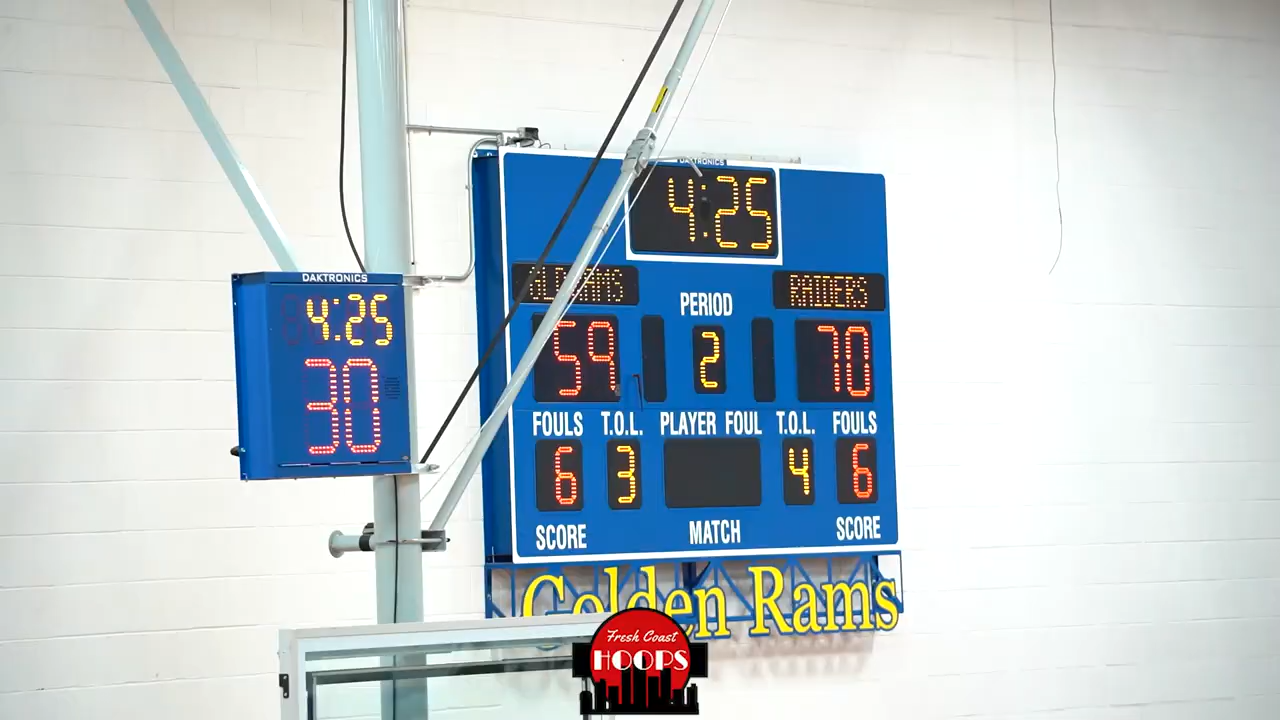 DAKTRONICS
4:25
30
DAKTRONICS
4:25
RAIDERS
PERIOD
59 2 70
FOULS T.O.L. PLAYER FOUL T.O.L. FOULS
6 3 4 6
SCORE MATCH SCORE
Golden Rams
Fresh Coast
HOOPS